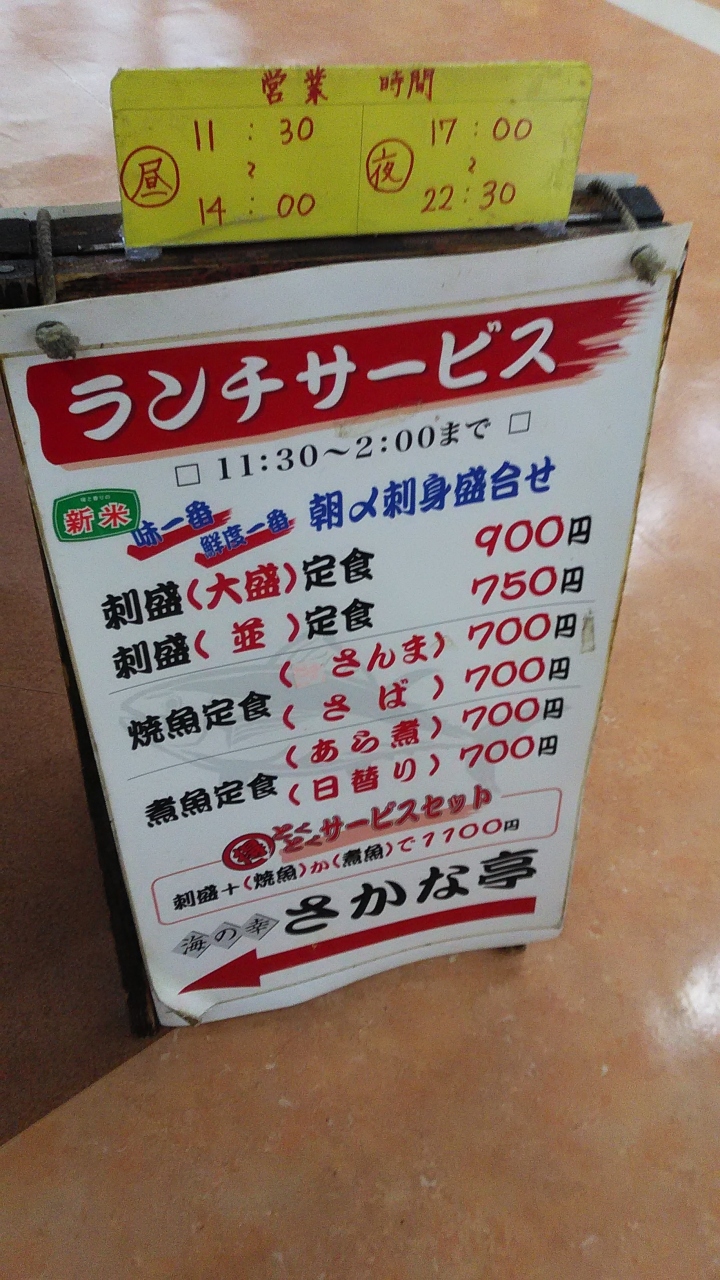 営業 時間
昼 11:30 〜 14:00
夜 17:00 〜 22:30
ランチサービス
□ 11:30〜2:00まで □
新米
味一番
鮮度一番
朝〆刺身盛合せ
刺盛(大盛)定食 900円
刺盛(並)定食 750円
焼魚定食 (さんま) 700円
(さば) 700円
煮魚定食 (あら煮) 700円
(日替り) 700円
とくとくサービスセット
刺盛+(焼魚)か(煮魚)で1100円
海の幸 さかな亭